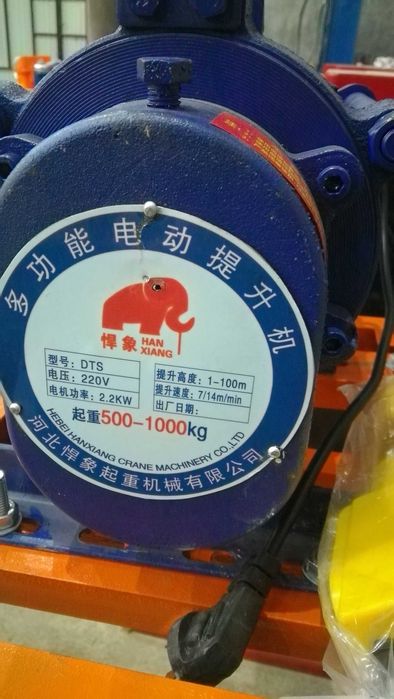 多功能电动提升机
悍象 HAN XIANG
型号: DTS
电压: 220V
电机功率: 2.2KW
提升高度: 1-100m
提升速度: 7/14m/min
出厂日期:
起重500-1000kg
HEBEI HANXIANG CRANE MACHINERY CO.,LTD
河北悍象起重机械有限公司